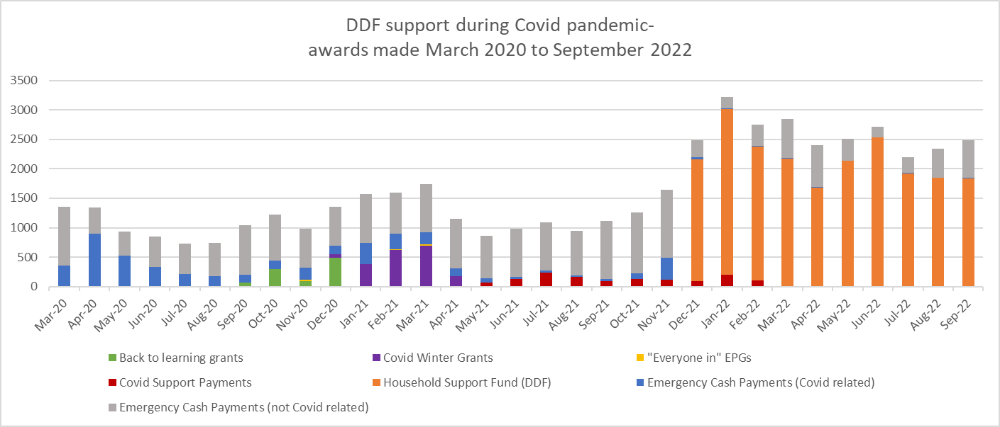 DDF support during Covid pandemic-
awards made March 2020 to September 2022
3500
3000
2500
2000
1500
1000
500
0
Mar-20
Apr-20
May-20
Jun-20
Jul-20
Aug-20
Sep-20
Oct-20
Nov-20
Dec-20
Jan-21
Feb-21
Mar-21
Apr-21
May-21
Jun-21
Jul-21
Aug-21
Sep-21
Oct-21
Nov-21
Dec-21
Jan-22
Feb-22
Mar-22
Apr-22
May-22
Jun-22
Jul-22
Aug-22
Sep-22
Back to learning grants
Covid Winter Grants
"Everyone in" EPGs
Covid Support Payments
Household Support Fund (DDF)
Emergency Cash Payments (Covid related)
Emergency Cash Payments (not Covid related)